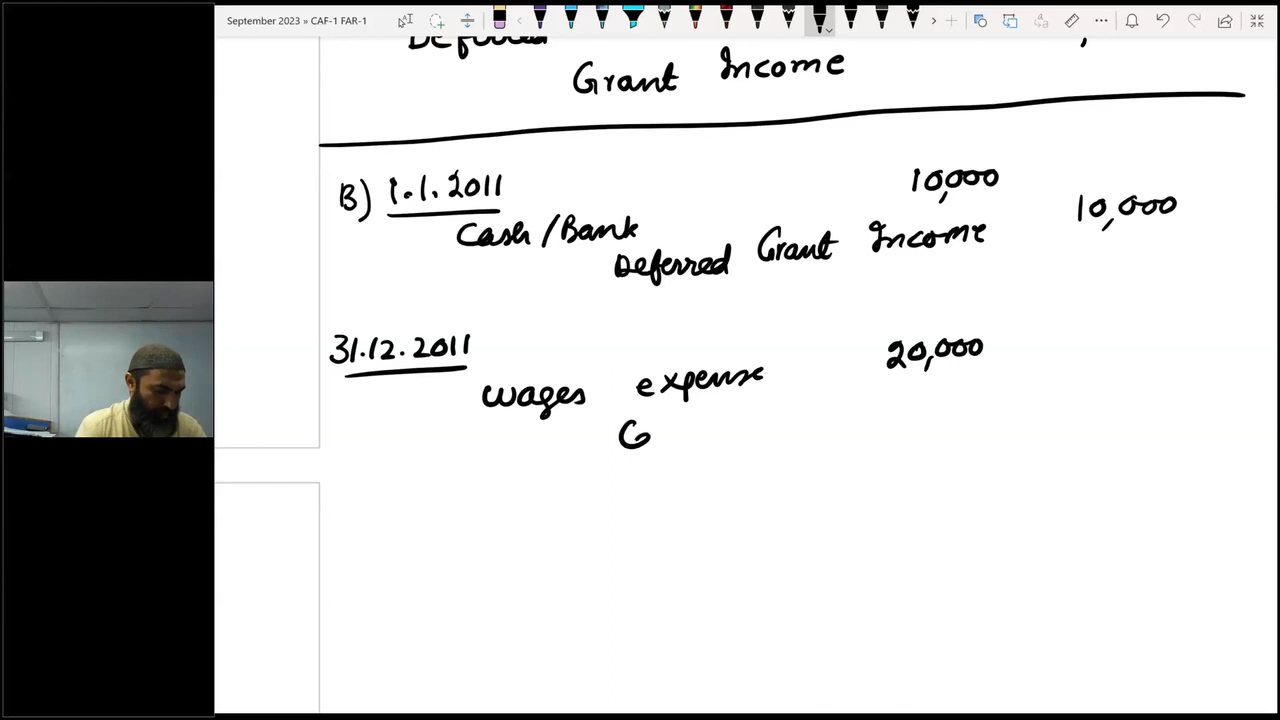 September 2023 » CAF-1 FAR-1
Deferred
Grant Income
B) 1.1.2011 10,000
Cash/Bank 10,000
Deferred Grant Income
31.12.2011 20,000
wages expense
G